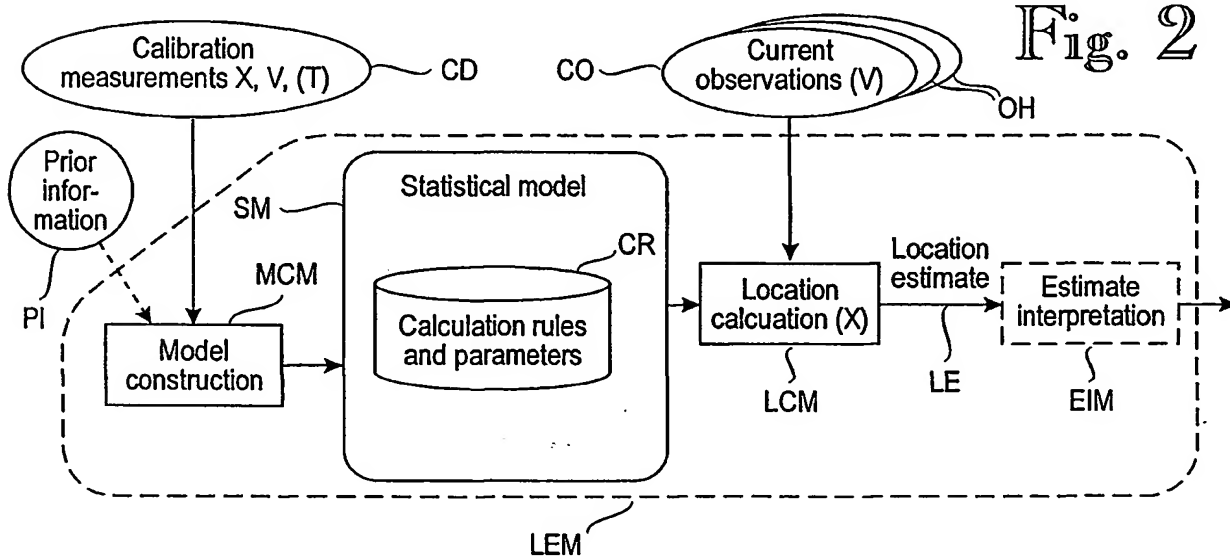 Fig. 2
Calibration
measurements X, V, (T)
CD
CO
Current
observations (V)
OH
Prior
infor-
mation
PI
Statistical model
SM
CR
Calculation rules
and parameters
MCM
Model
construction
Location
calcuation (X)
LCM
Location
estimate
LE
Estimate
interpretation
EIM
LEM